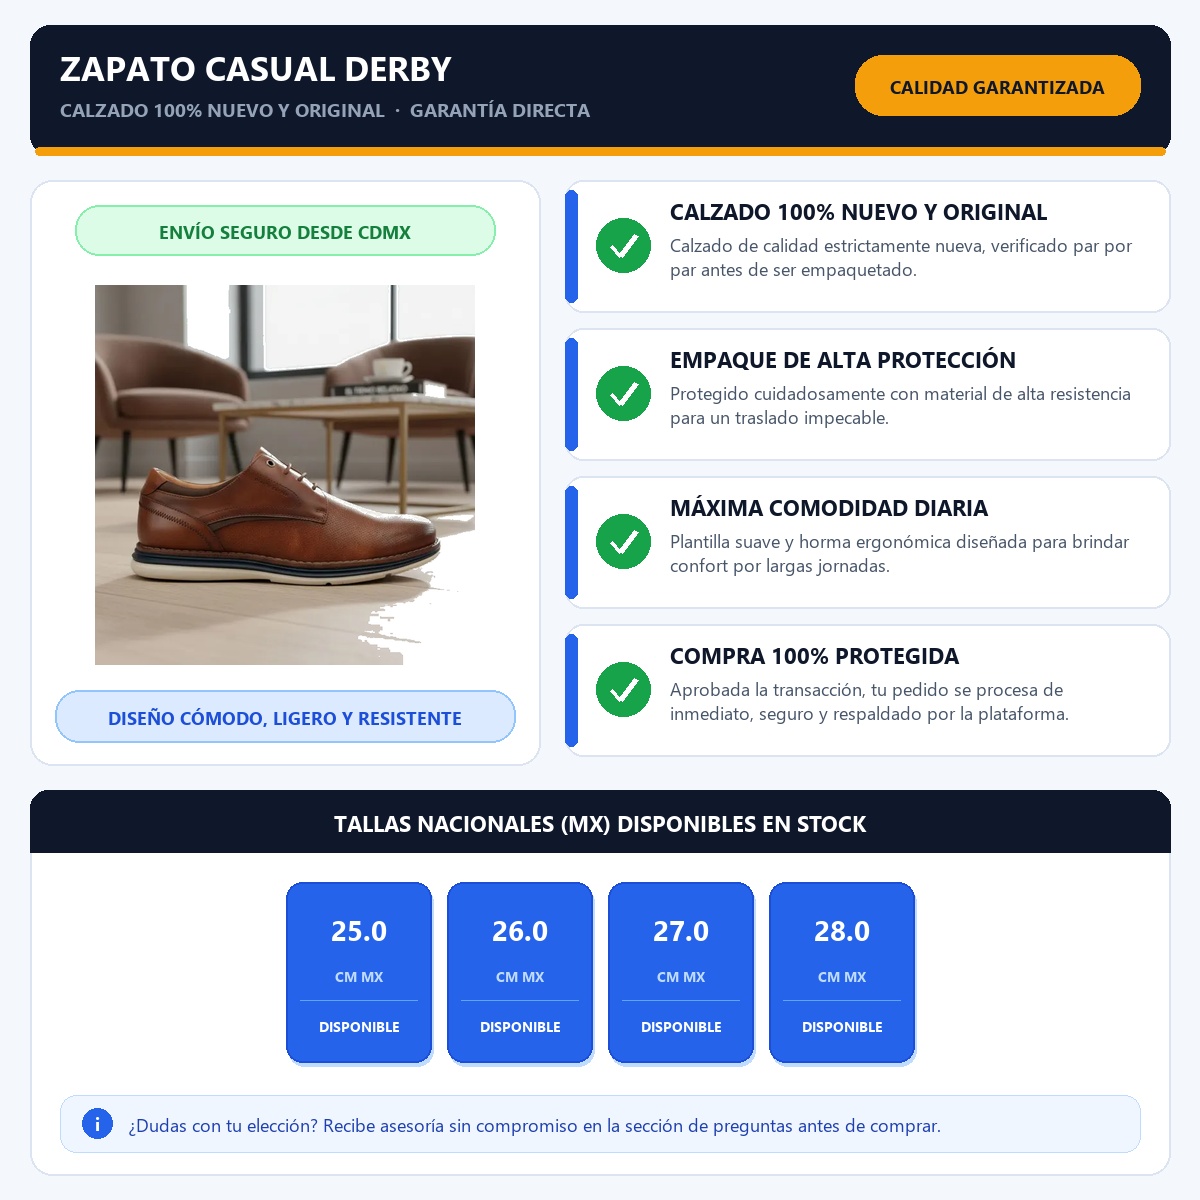 ZAPATO CASUAL DERBY
CALZADO 100% NUEVO Y ORIGINAL · GARANTÍA DIRECTA
CALIDAD GARANTIZADA
ENVÍO SEGURO DESDE CDMX
DISEÑO CÓMODO, LIGERO Y RESISTENTE
CALZADO 100% NUEVO Y ORIGINAL
Calzado de calidad estrictamente nueva, verificado par por
par antes de ser empaquetado.
EMPAQUE DE ALTA PROTECCIÓN
Protegido cuidadosamente con material de alta resistencia
para un traslado impecable.
MÁXIMA COMODIDAD DIARIA
Plantilla suave y horma ergonómica diseñada para brindar
confort por largas jornadas.
COMPRA 100% PROTEGIDA
Aprobada la transacción, tu pedido se procesa de
inmediato, seguro y respaldado por la plataforma.
TALLAS NACIONALES (MX) DISPONIBLES EN STOCK
25.0
CM MX
DISPONIBLE
26.0
CM MX
DISPONIBLE
27.0
CM MX
DISPONIBLE
28.0
CM MX
DISPONIBLE
¿Dudas con tu elección? Recibe asesoría sin compromiso en la sección de preguntas antes de comprar.